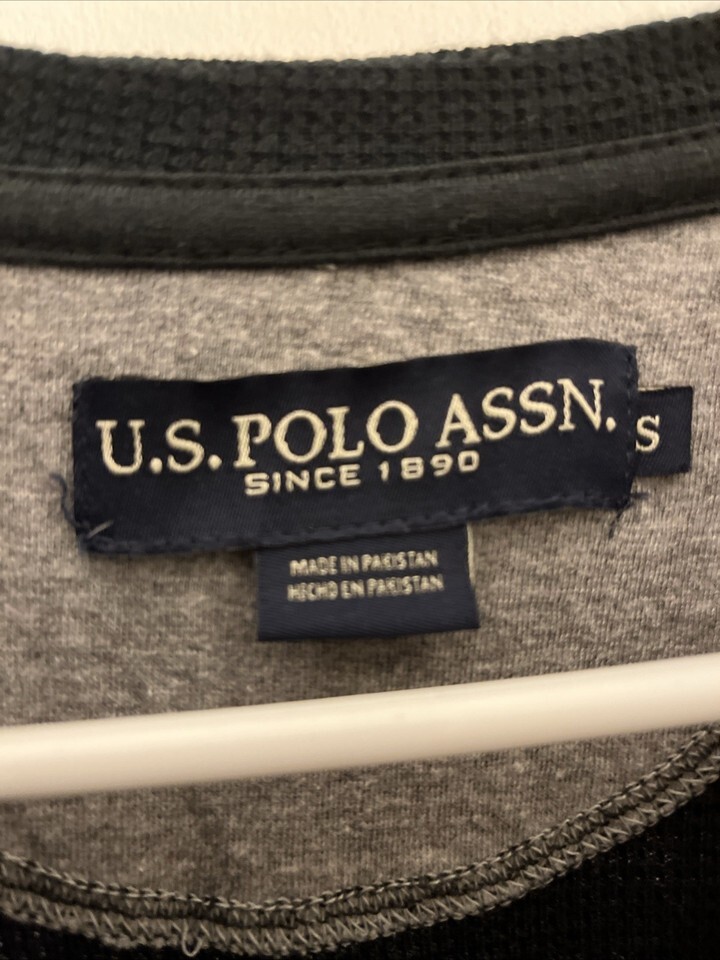 U.S. POLO ASSN.
S
SINCE 1890
MADE IN PAKISTAN
HECHO EN PAKISTAN